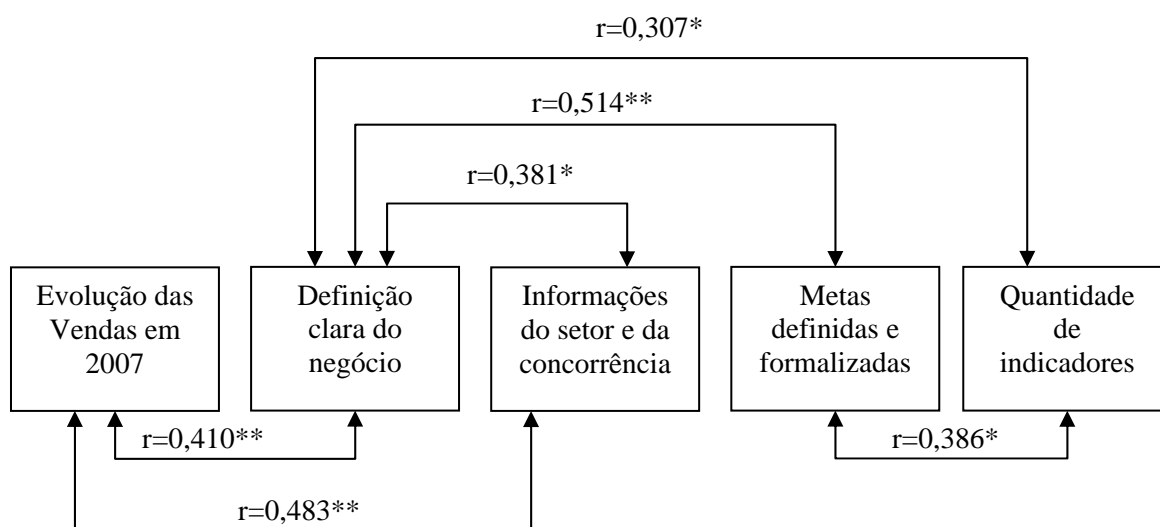 r=0,307*
r=0,514**
r=0,381*
Evolução das
Vendas em
2007
Definição
clara do
negócio
Informações
do setor e da
concorrência
Metas
definidas e
formalizadas
Quantidade
de
indicadores
r=0,410**
r=0,386*
r=0,483**